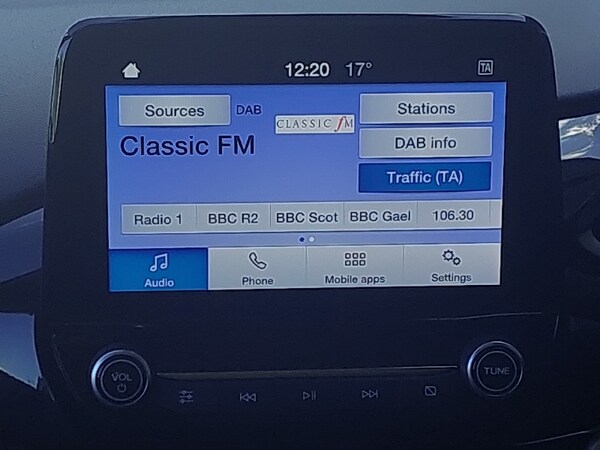 12:20 17° TA
Sources DAB CLASSIC fM Stations
Classic FM DAB info
Traffic (TA)
Radio 1 BBC R2 BBC Scot BBC Gael 106.30
Audio Phone Mobile apps Settings
VOL TUNE